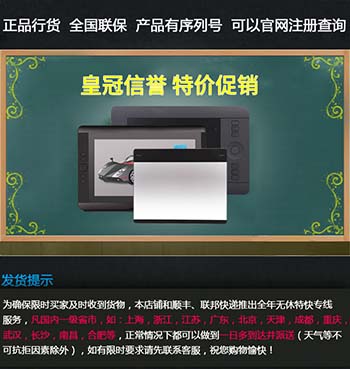 正品行货 全国联保 产品有序列号 可以官网注册查询
皇冠信誉 特价促销
发货提示
为确保限时买家及时收到货物，本店铺和顺丰、联邦快递推出全年无休特快专线
服务，凡国内一级省市，如：上海，浙江，江苏，广东，北京，天津，成都，重庆，
武汉，长沙，南昌，合肥等，正常情况下都可以做到一日多到达并派送（天气等不
可抗拒因素除外），如有限时要求请先联系客服，祝您购物愉快！